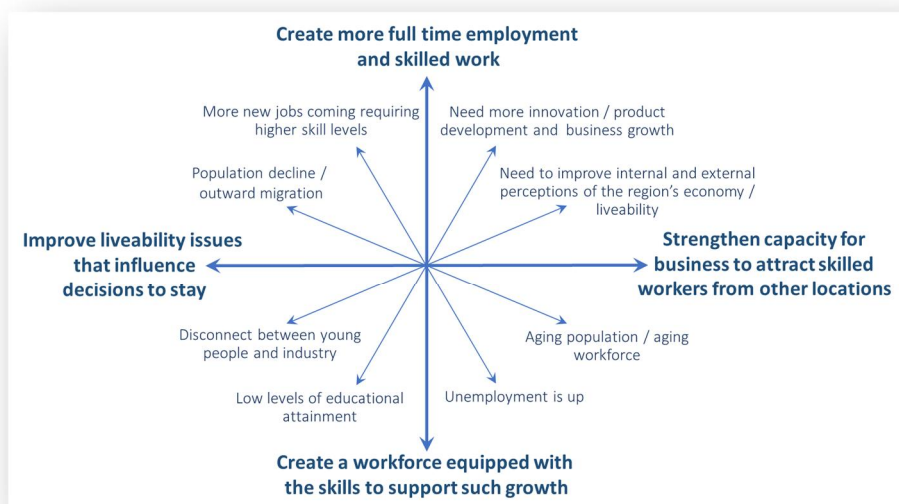 Create more full time employment
and skilled work
More new jobs coming requiring
higher skill levels
Need more innovation / product
development and business growth
Population decline /
outward migration
Need to improve internal and external
perceptions of the region's economy /
liveability
Improve liveability issues
that influence
decisions to stay
Strengthen capacity for
business to attract skilled
workers from other locations
Disconnect between young
people and industry
Aging population / aging
workforce
Low levels of educational
attainment
Unemployment is up
Create a workforce equipped with
the skills to support such growth